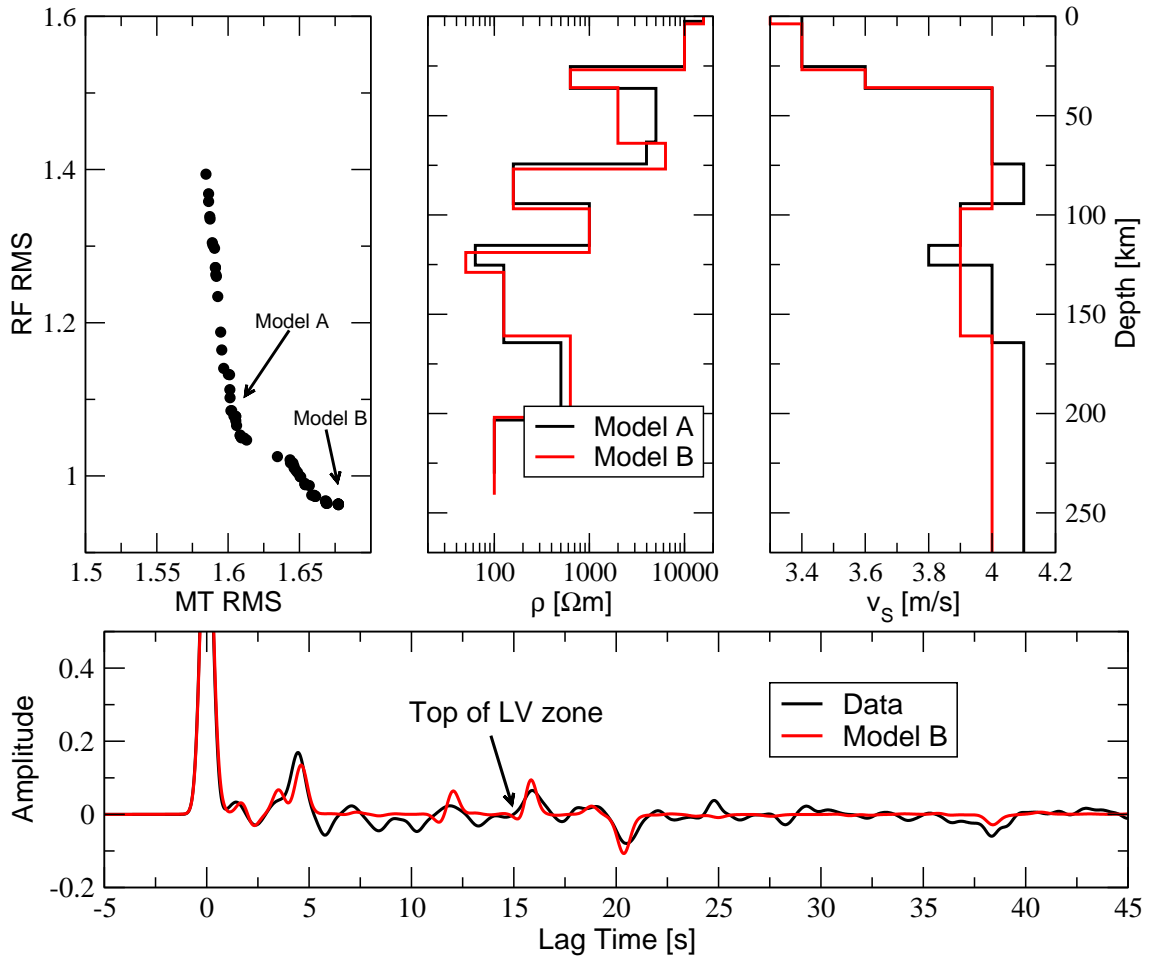 1.6
1.4
1.2
1
RF RMS
1.5
1.55
1.6
1.65
MT RMS
Model A
Model B
100
1000
10000
ρ [Ωm]
Model A
Model B
3.4
3.6
3.8
4
4.2
v_S [m/s]
0
50
100
150
200
250
Depth [km]
0.4
0.2
0
-0.2
Amplitude
Top of LV zone
Data
Model B
-5
0
5
10
15
20
25
30
35
40
45
Lag Time [s]